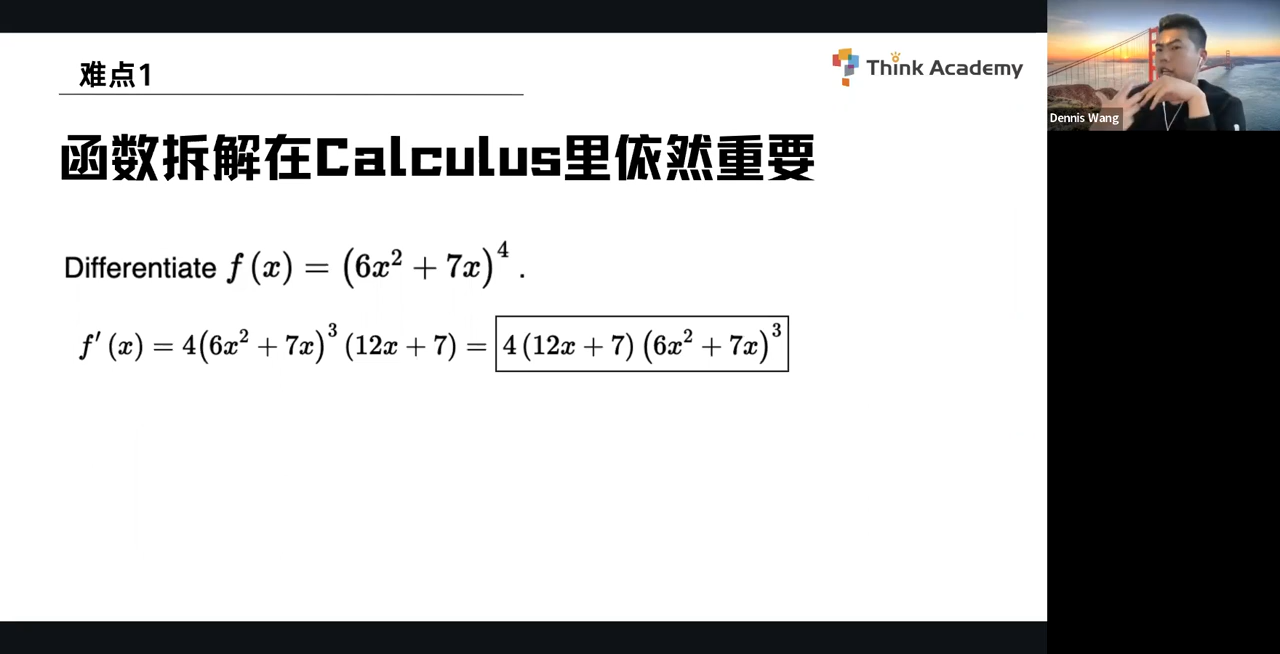 难点1
Think Academy
Dennis Wang
函数拆解在Calculus里依然重要
Differentiate f (x) = (6x² + 7x)⁴ .
f′ (x) = 4(6x² + 7x)³ (12x + 7) = 4 (12x + 7) (6x² + 7x)³